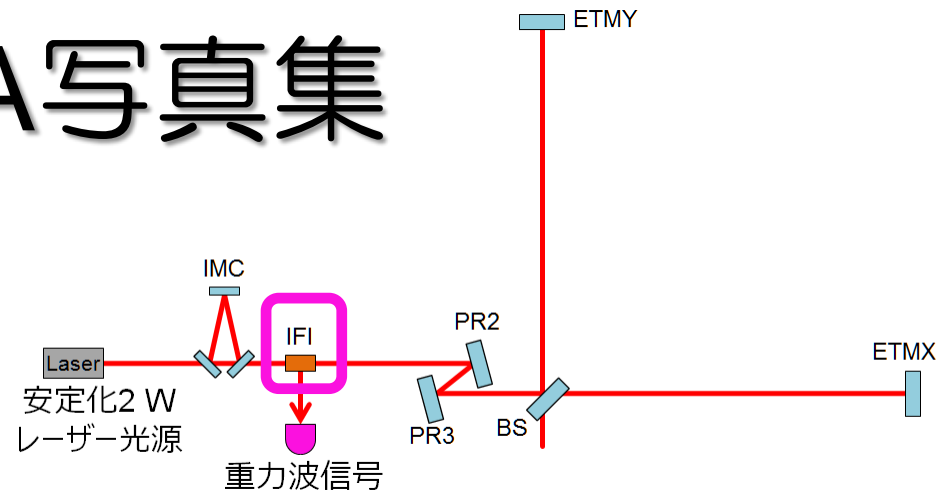 ETMY
A写真集
IMC
IFI
PR2
ETMX
Laser
安定化2 W
レーザー光源
PR3
BS
重力波信号